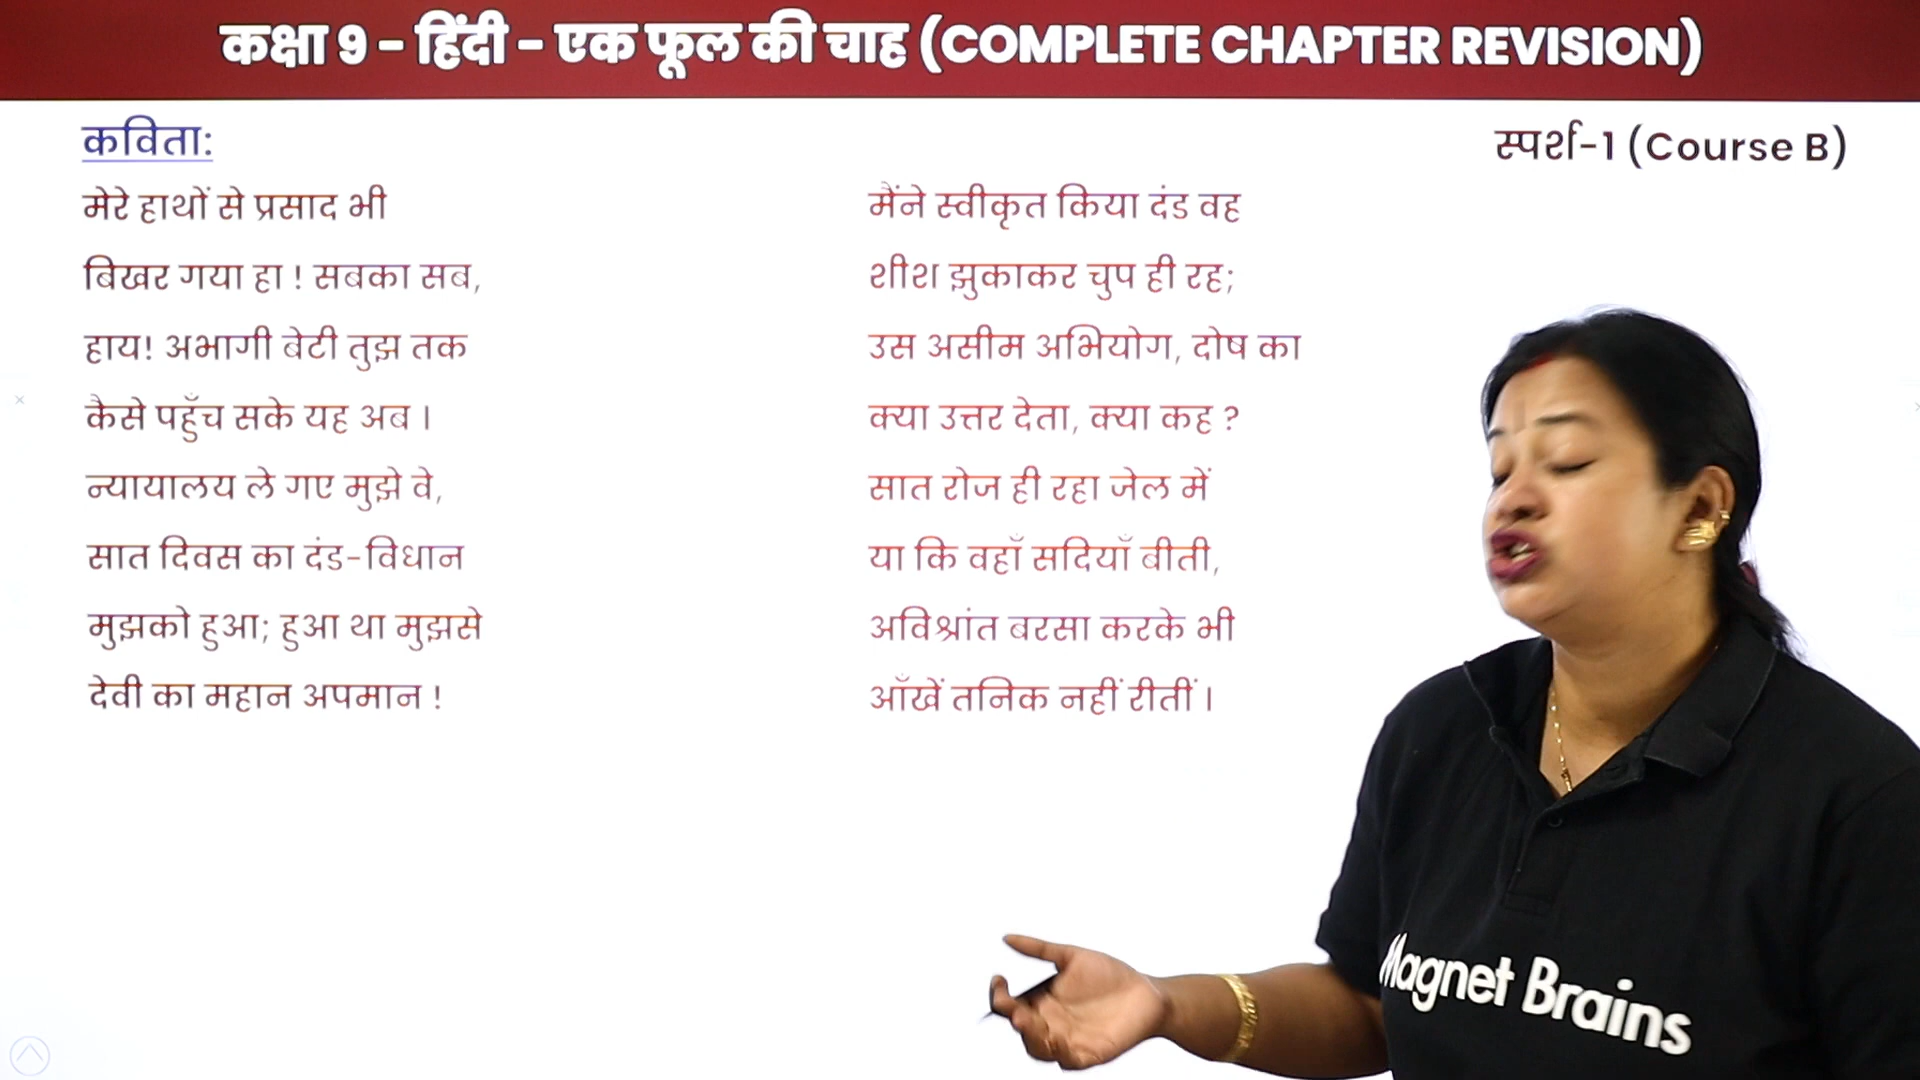 कक्षा 9 – हिंदी – एक फूल की चाह (COMPLETE CHAPTER REVISION)
कविता:
स्पर्श-1 (Course B)
मेरे हाथों से प्रसाद भी
बिखर गया हा ! सबका सब,
हाय! अभागी बेटी तुझ तक
कैसे पहुँच सके यह अब ।
न्यायालय ले गए मुझे वे,
सात दिवस का दंड-विधान
मुझको हुआ; हुआ था मुझसे
देवी का महान अपमान !
मैंने स्वीकृत किया दंड वह
शीश झुकाकर चुप ही रह;
उस असीम अभियोग, दोष का
क्या उत्तर देता, क्या कह ?
सात रोज ही रहा जेल में
या कि वहाँ सदियाँ बीती,
अविश्रांत बरसा करके भी
आँखें तनिक नहीं रीतीं ।
Magnet Brains